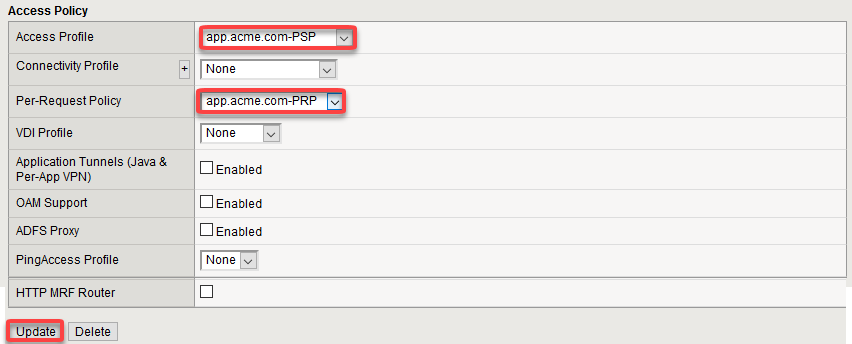 Access Policy
Access Profile app.acme.com-PSP
Connectivity Profile + None
Per-Request Policy app.acme.com-PRP
VDI Profile None
Application Tunnels (Java &
Per-App VPN) Enabled
OAM Support Enabled
ADFS Proxy Enabled
PingAccess Profile None
HTTP MRF Router
Update Delete